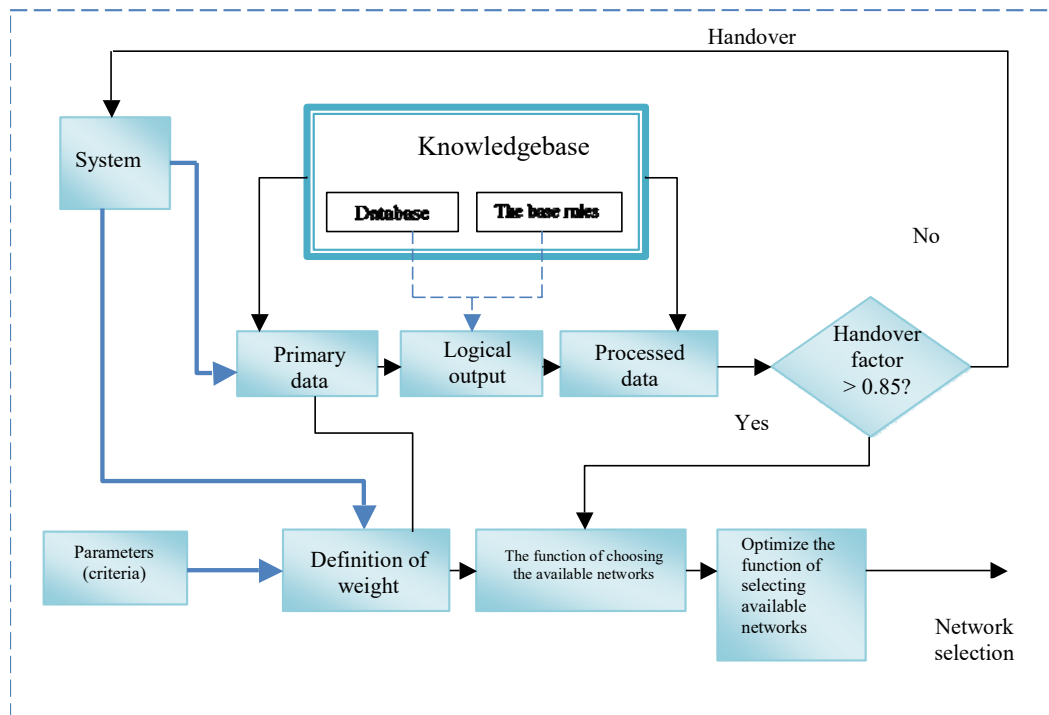 Handover
System
Knowledgebase
Database
The base rules
No
Primary
data
Logical
output
Processed
data
Handover
factor
> 0.85?
Yes
Parameters
(criteria)
Definition of
weight
The function of choosing
the available networks
Optimize the
function of
selecting
available
networks
Network
selection